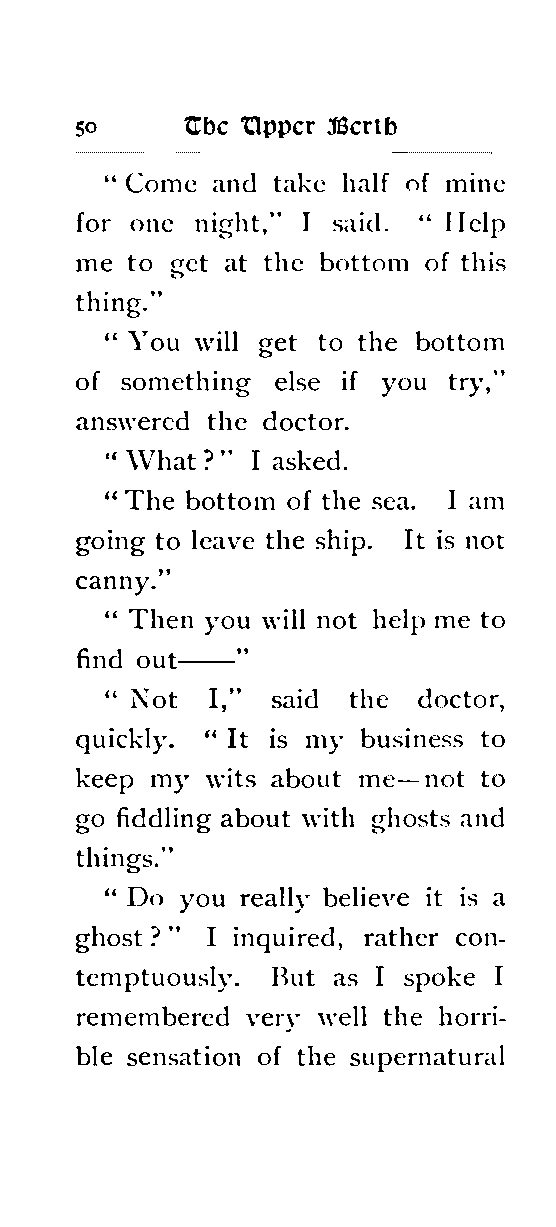 50 The Upper Berth
“ Come and take half of mine
for one night,” I said. “ Help
me to get at the bottom of this
thing.”
“ You will get to the bottom
of something else if you try,”
answered the doctor.
“ What ? ” I asked.
“ The bottom of the sea. I am
going to leave the ship. It is not
canny.”
“ Then you will not help me to
find out——”
“ Not I,” said the doctor,
quickly. “ It is my business to
keep my wits about me—not to
go fiddling about with ghosts and
things.”
“ Do you really believe it is a
ghost ? ” I inquired, rather con-
temptuously. But as I spoke I
remembered very well the horri-
ble sensation of the supernatural